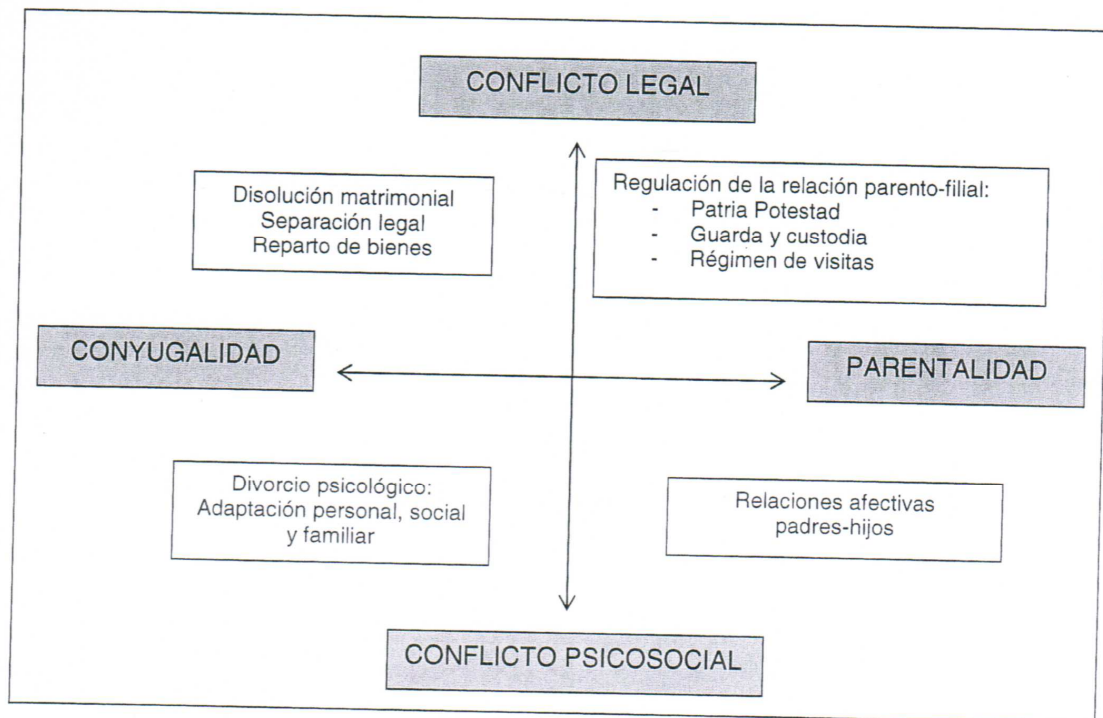 CONFLICTO LEGAL
Disolución matrimonial
Separación legal
Reparto de bienes
Regulación de la relación parento-filial:
- Patria Potestad
- Guarda y custodia
- Régimen de visitas
CONYUGALIDAD
PARENTALIDAD
Divorcio psicológico:
Adaptación personal, social
y familiar
Relaciones afectivas
padres-hijos
CONFLICTO PSICOSOCIAL